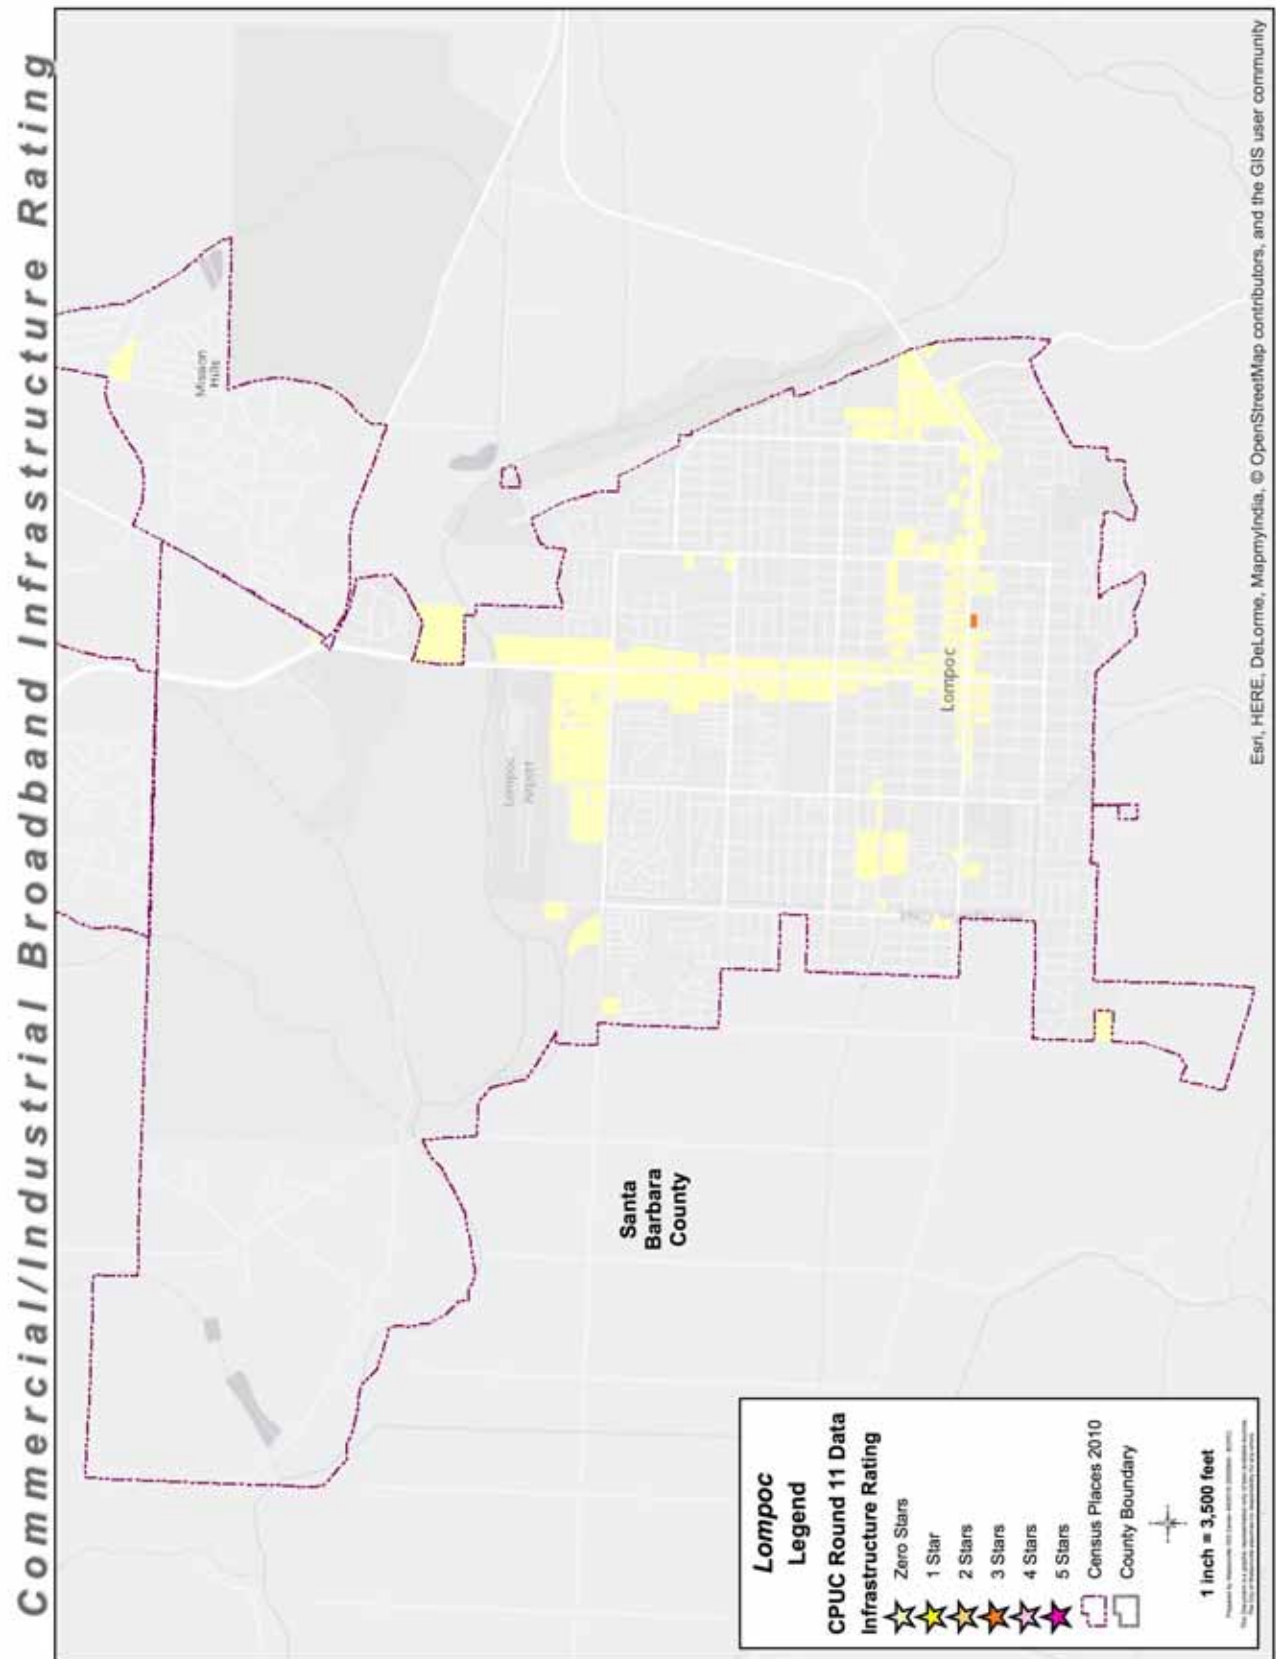 Commercial/Industrial Broadband Infrastructure Rating
Mission
Hills
Lompoc
Airport
Lompoc
Santa
Barbara
County
Lompoc
Legend
CPUC Round 11 Data
Infrastructure Rating
Zero Stars
1 Star
2 Stars
3 Stars
4 Stars
5 Stars
Census Places 2010
County Boundary
1 inch = 3,500 feet
Esri, HERE, DeLorme, MapmyIndia, © OpenStreetMap contributors, and the GIS user community